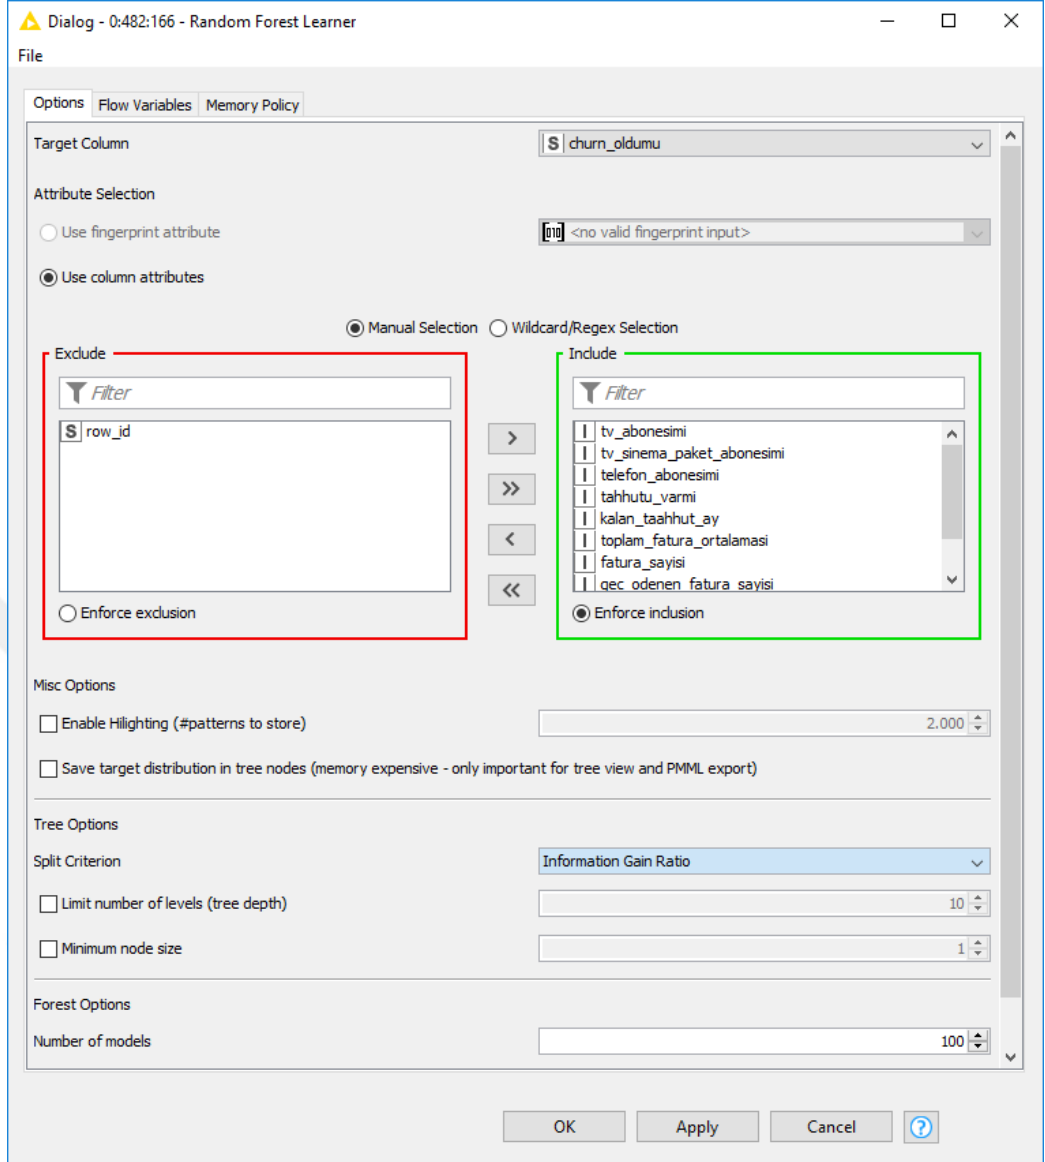 Dialog - 0:482:166 - Random Forest Learner
File
Options Flow Variables Memory Policy
Target Column
S churn_oldumu
Attribute Selection
Use fingerprint attribute
<no valid fingerprint input>
Use column attributes
Manual Selection Wildcard/Regex Selection
Exclude
Filter
S row_id
Enforce exclusion
>
>>
<
<<
Include
Filter
I tv_abonesimi
I tv_sinema_paket_abonesimi
I telefon_abonesimi
I tahhutu_varmi
I kalan_taahhut_ay
I toplam_fatura_ortalamasi
I fatura_sayisi
I gec_odenen_fatura_sayisi
Enforce inclusion
Misc Options
Enable Hilighting (#patterns to store) 2.000
Save target distribution in tree nodes (memory expensive - only important for tree view and PMML export)
Tree Options
Split Criterion Information Gain Ratio
Limit number of levels (tree depth) 10
Minimum node size 1
Forest Options
Number of models 100
OK Apply Cancel ?